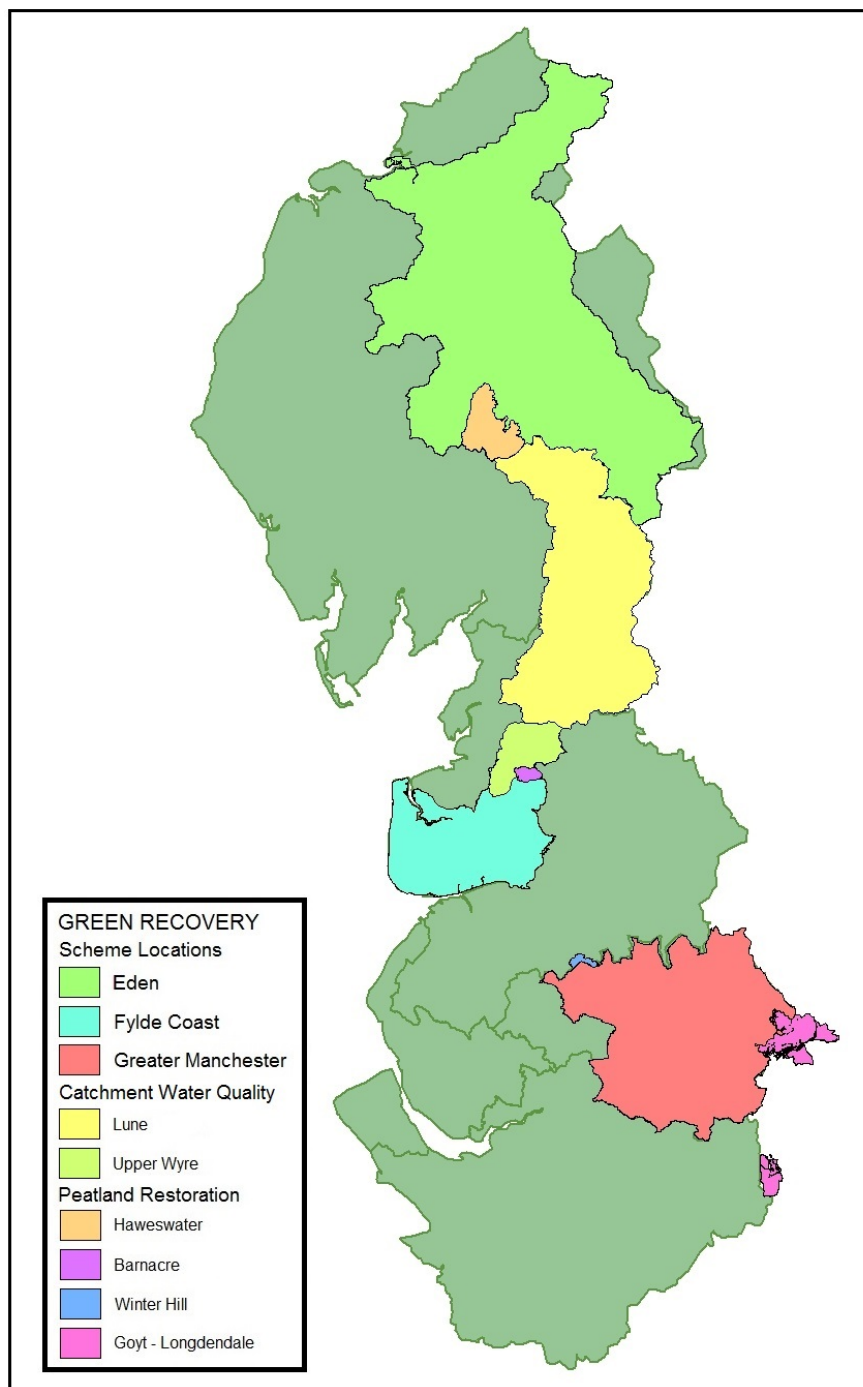 GREEN RECOVERY
Scheme Locations
Eden
Fylde Coast
Greater Manchester
Catchment Water Quality
Lune
Upper Wyre
Peatland Restoration
Haweswater
Barnacre
Winter Hill
Goyt - Longdendale